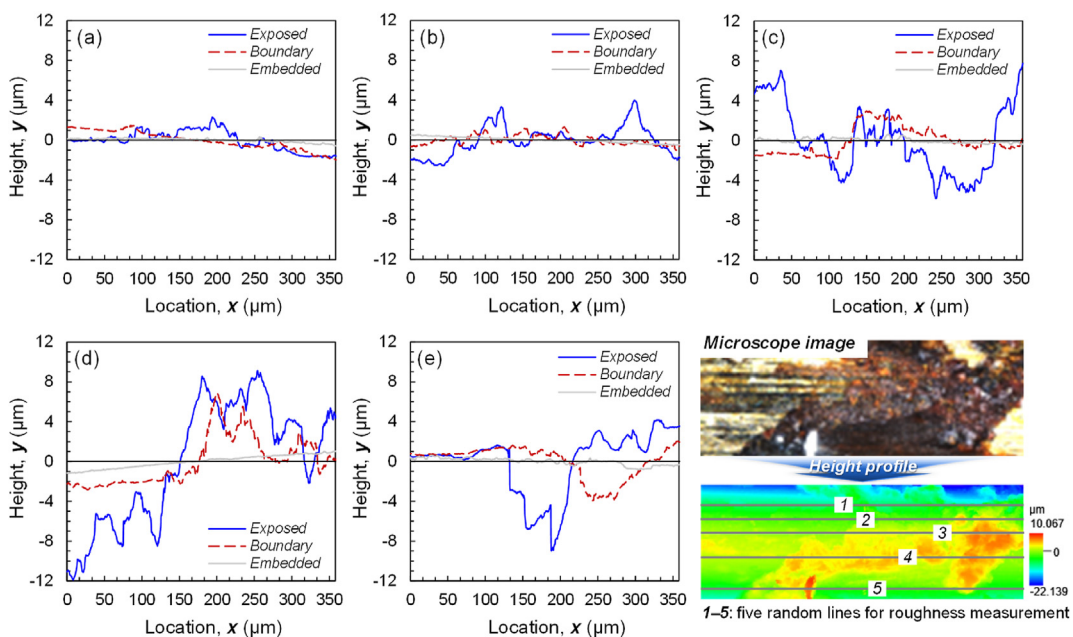 (a)
Exposed
Boundary
Embedded
12
8
4
0
-4
-8
-12
Height, y (μm)
0 50 100 150 200 250 300 350
Location, x (μm)
(b)
Exposed
Boundary
Embedded
12
8
4
0
-4
-8
-12
Height, y (μm)
0 50 100 150 200 250 300 350
Location, x (μm)
(c)
Exposed
Boundary
Embedded
12
8
4
0
-4
-8
-12
Height, y (μm)
0 50 100 150 200 250 300 350
Location, x (μm)
(d)
Exposed
Boundary
Embedded
12
8
4
0
-4
-8
-12
Height, y (μm)
0 50 100 150 200 250 300 350
Location, x (μm)
(e)
Exposed
Boundary
Embedded
12
8
4
0
-4
-8
-12
Height, y (μm)
0 50 100 150 200 250 300 350
Location, x (μm)
Microscope image
Height profile
1
2
3
4
5
μm
10.067
0
-22.139
1–5: five random lines for roughness measurement